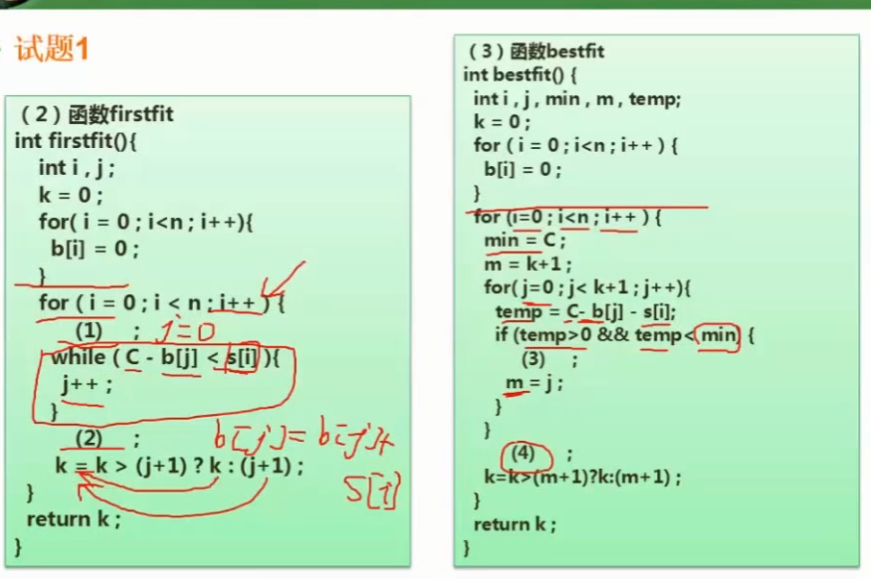 试题1
(2)函数firstfit
int firstfit(){
int i , j ;
k = 0 ;
for( i = 0 ; i<n ; i++){
b[i] = 0 ;
}
for ( i = 0 ; i < n ; i++ ) {
(1) ; j=0
while ( C - b[j] < s[i] ){
j++ ;
}
(2) ; b[j]=b[j]+
s[i]
k = k > (j+1) ? k : (j+1) ;
}
return k ;
}
(3)函数bestfit
int bestfit() {
int i , j , min , m , temp;
k = 0 ;
for ( i = 0 ; i<n ; i++ ) {
b[i] = 0 ;
}
for (i=0 ; i<n ; i++ ) {
min = C ;
m = k+1 ;
for( j=0 ; j< k+1 ; j++){
temp = C- b[j] - s[i];
if (temp>0 && temp< min) {
(3) ;
m = j ;
}
}
(4) ;
k=k>(m+1)?k:(m+1) ;
}
return k ;
}